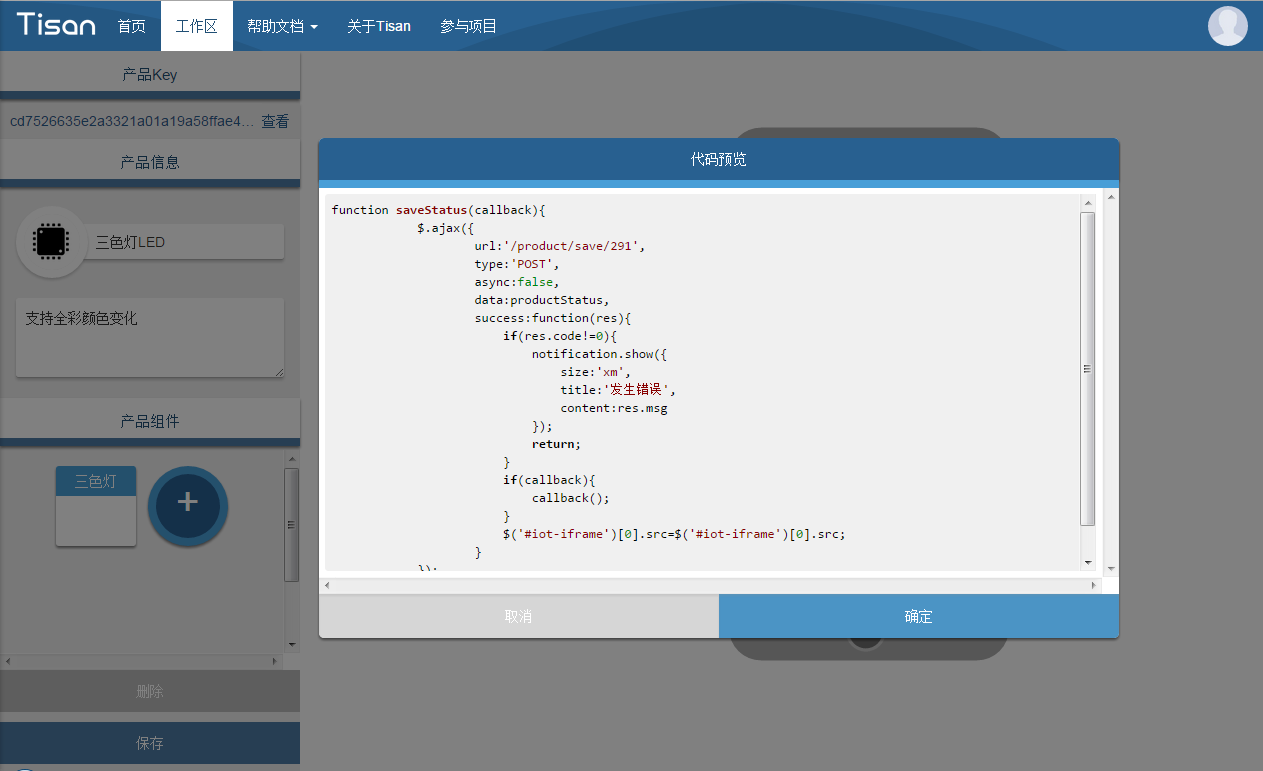 Tisan 首页 工作区 帮助文档 关于Tisan 参与项目
产品Key
cd7526635e2a3321a01a19a58ffae4... 查看
产品信息
三色灯LED
支持全彩颜色变化
产品组件
三色灯
+
删除
保存
代码预览
function saveStatus(callback){
$.ajax({
url:'/product/save/291',
type:'POST',
async:false,
data:productStatus,
success:function(res){
if(res.code!=0){
notification.show({
size:'xm',
title:'发生错误',
content:res.msg
});
return;
}
if(callback){
callback();
}
$('#iot-iframe')[0].src=$('#iot-iframe')[0].src;
}
});
取消
确定